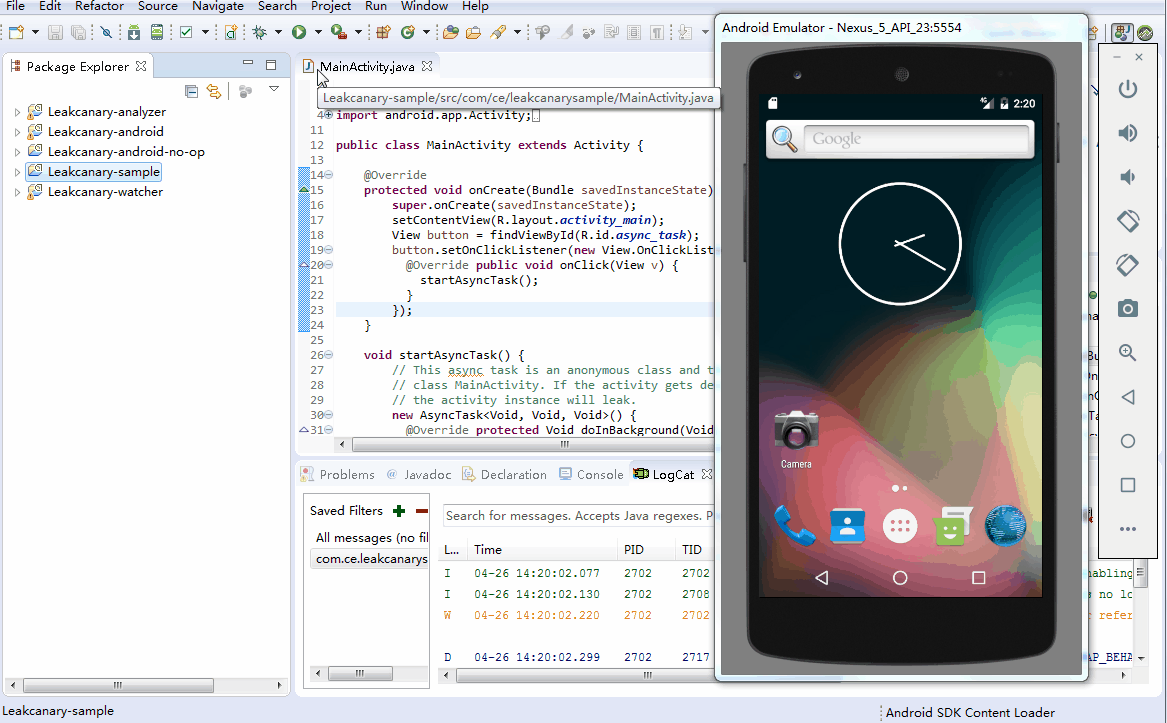 File Edit Refactor Source Navigate Search Project Run Window Help
Package Explorer
Leakcanary-analyzer
Leakcanary-android
Leakcanary-android-no-op
Leakcanary-sample
Leakcanary-watcher
MainActivity.java
Leakcanary-sample/src/com/ce/leakcanarysample/MainActivity.java
4 import android.app.Activity;
11
12 public class MainActivity extends Activity {
13
14 @Override
15 protected void onCreate(Bundle savedInstanceState)
16 super.onCreate(savedInstanceState);
17 setContentView(R.layout.activity_main);
18 View button = findViewById(R.id.async_task);
19 button.setOnClickListener(new View.OnClickList
20 @Override public void onClick(View v) {
21 startAsyncTask();
22 }
23 });
24 }
25
26 void startAsyncTask() {
27 // This async task is an anonymous class and t
28 // class MainActivity. If the activity gets de
29 // the activity instance will leak.
30 new AsyncTask<Void, Void, Void>() {
31 @Override protected Void doInBackground(Void
Problems Javadoc Declaration Console LogCat
Saved Filters
All messages (no fil
com.ce.leakcanarys
Search for messages. Accepts Java regexes. P
L... Time PID TID
I 04-26 14:20:02.077 2702 2702
I 04-26 14:20:02.130 2702 2708
W 04-26 14:20:02.220 2702 2702
D 04-26 14:20:02.299 2702 2717
abling
s no lo
refer
AP_BEHA
Android Emulator - Nexus_5_API_23:5554
4G 2:20
Google
Camera
Leakcanary-sample
Android SDK Content Loader